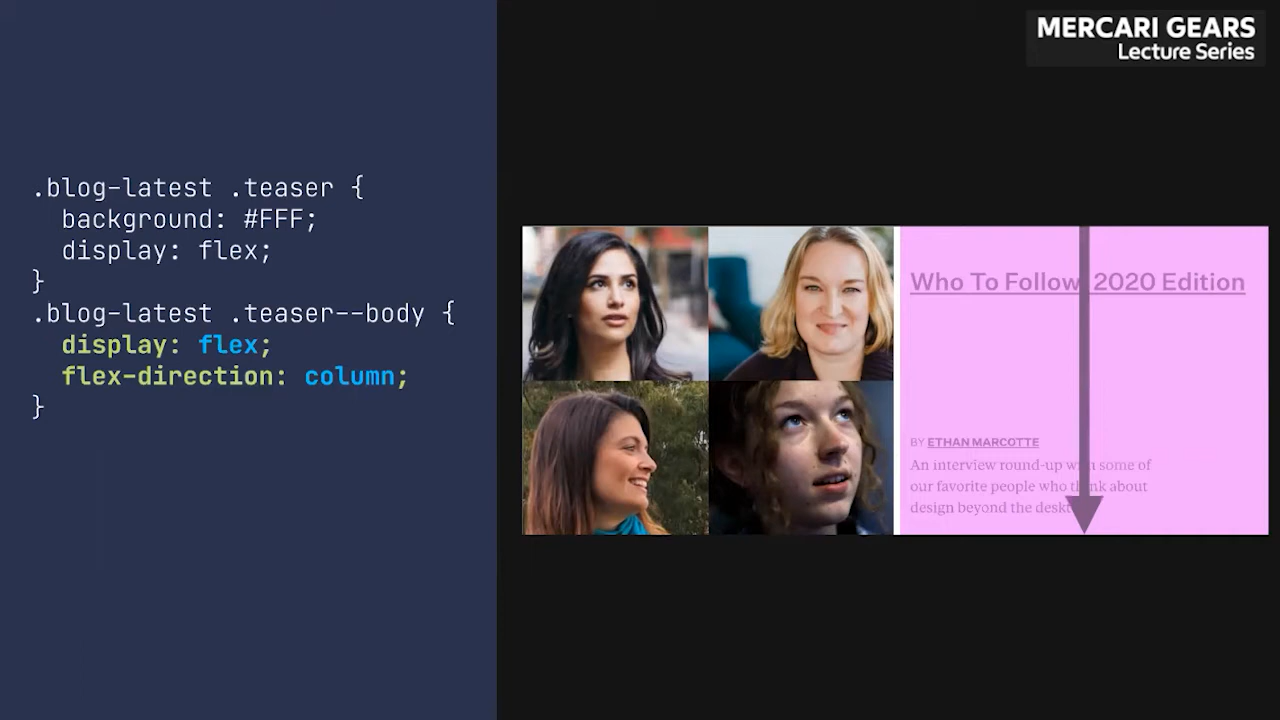 MERCARI GEARS
Lecture Series
.blog-latest .teaser {
  background: #FFF;
  display: flex;
}
.blog-latest .teaser--body {
  display: flex;
  flex-direction: column;
}
Who To Follow, 2020 Edition
BY ETHAN MARCOTTE
An interview round-up with some of
our favorite people who think about
design beyond the